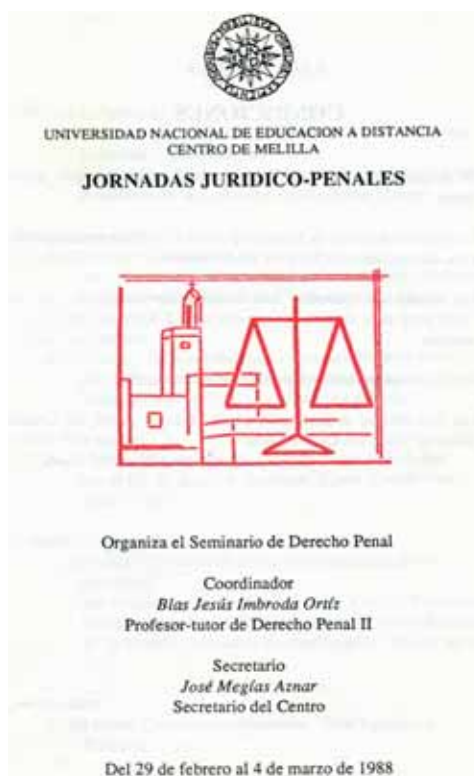 UNIVERSIDAD NACIONAL DE EDUCACION A DISTANCIA
CENTRO DE MELILLA
JORNADAS JURIDICO-PENALES
Organiza el Seminario de Derecho Penal
Coordinador
Blas Jesús Imbroda Ortíz
Profesor-tutor de Derecho Penal II
Secretario
José Megías Aznar
Secretario del Centro
Del 29 de febrero al 4 de marzo de 1988